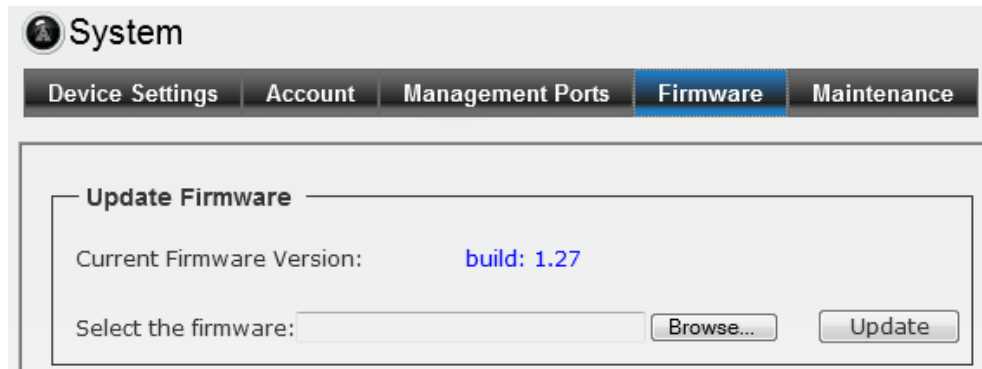 System
Device Settings Account Management Ports Firmware Maintenance
Update Firmware
Current Firmware Version: build: 1.27
Select the firmware: Browse... Update